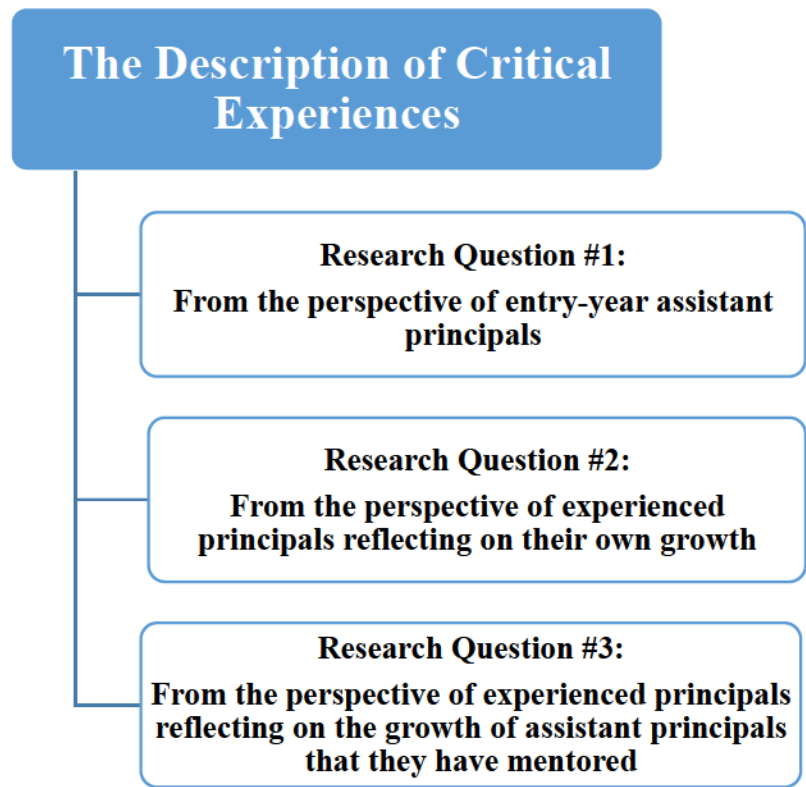 The Description of Critical
Experiences
Research Question #1:
From the perspective of entry-year assistant
principals
Research Question #2:
From the perspective of experienced
principals reflecting on their own growth
Research Question #3:
From the perspective of experienced principals
reflecting on the growth of assistant principals
that they have mentored